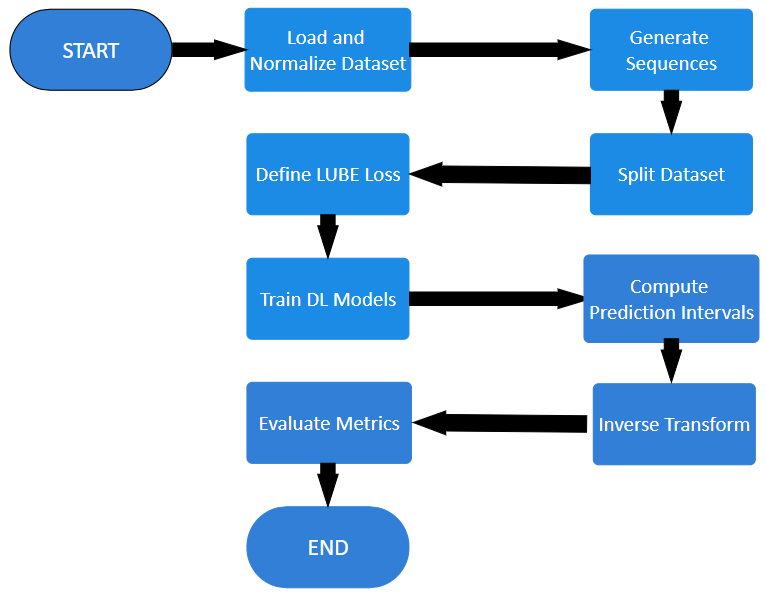 START
Load and
Normalize Dataset
Generate
Sequences
Split Dataset
Define LUBE Loss
Train DL Models
Compute
Prediction Intervals
Inverse Transform
Evaluate Metrics
END